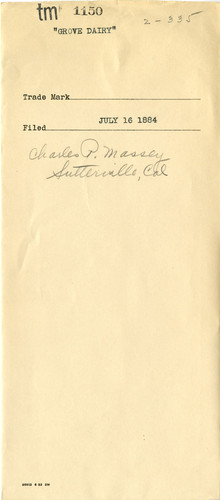 tm 1150
2-335
"GROVE DAIRY"
Trade Mark
JULY 16 1884
Filed
Charles P. Massey
Sutterville, Cal